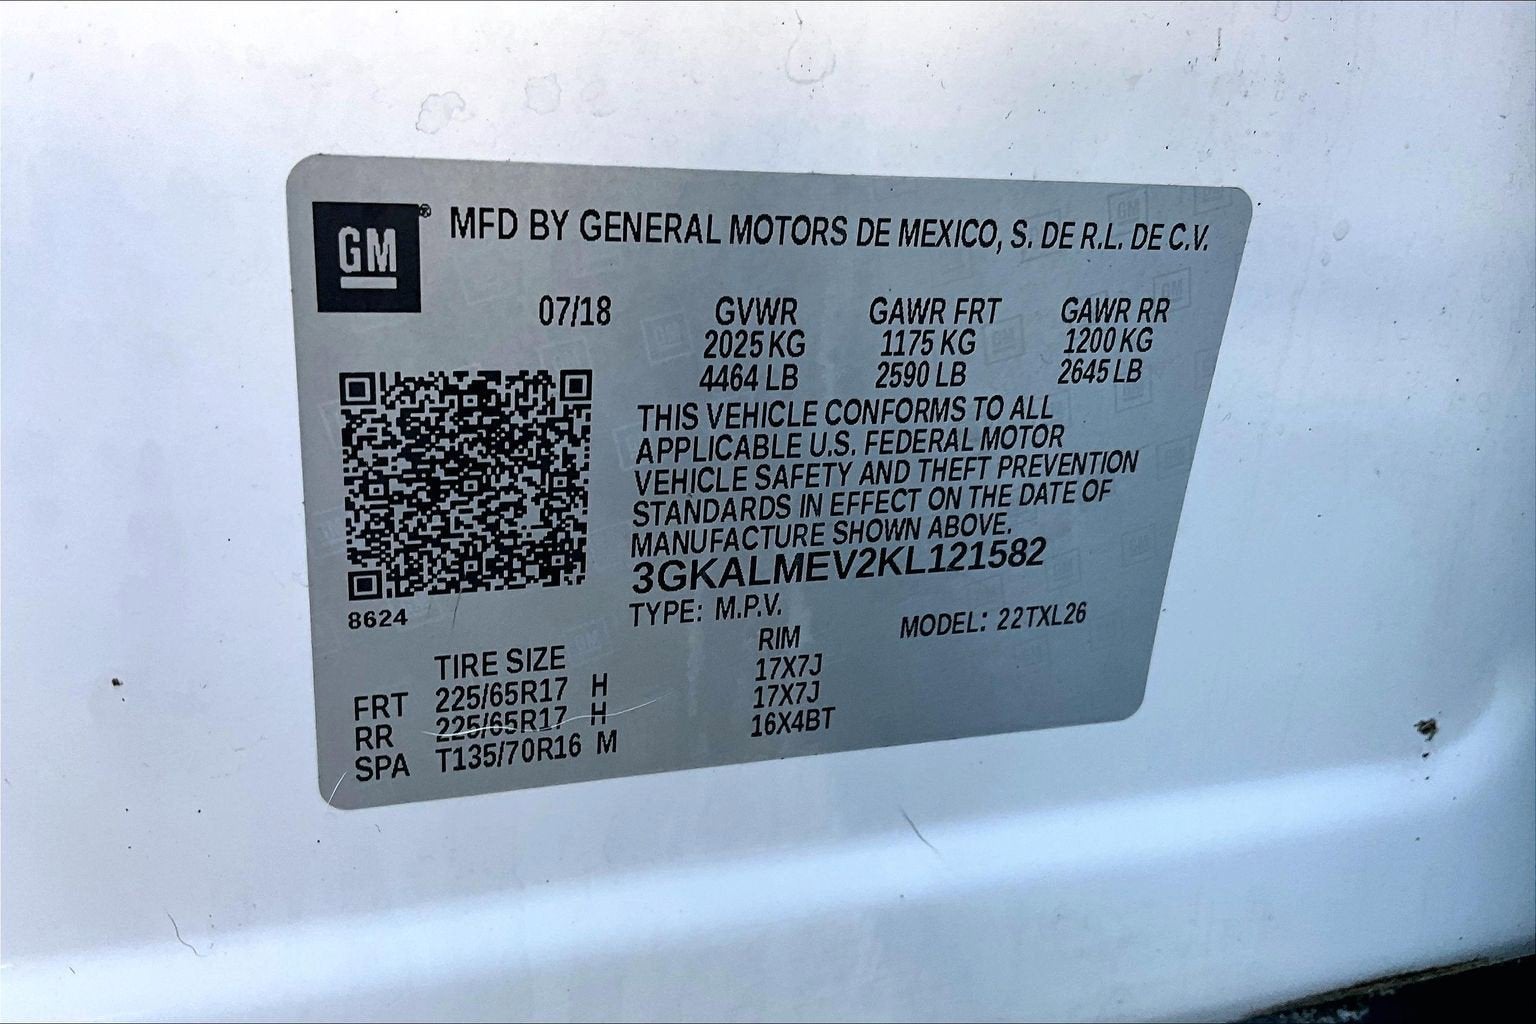 GM® MFD BY GENERAL MOTORS DE MEXICO, S. DE R.L. DE C.V.
07/18 GVWR GAWR FRT GAWR RR
2025 KG 1175 KG 1200 KG
4464 LB 2590 LB 2645 LB
THIS VEHICLE CONFORMS TO ALL
APPLICABLE U.S. FEDERAL MOTOR
VEHICLE SAFETY AND THEFT PREVENTION
STANDARDS IN EFFECT ON THE DATE OF
MANUFACTURE SHOWN ABOVE.
3GKALMEV2KL121582
8624
TYPE: M.P.V. MODEL: 22TXL26
TIRE SIZE RIM
FRT 225/65R17 H 17X7J
RR 225/65R17 H 17X7J
SPA T135/70R16 M 16X4BT